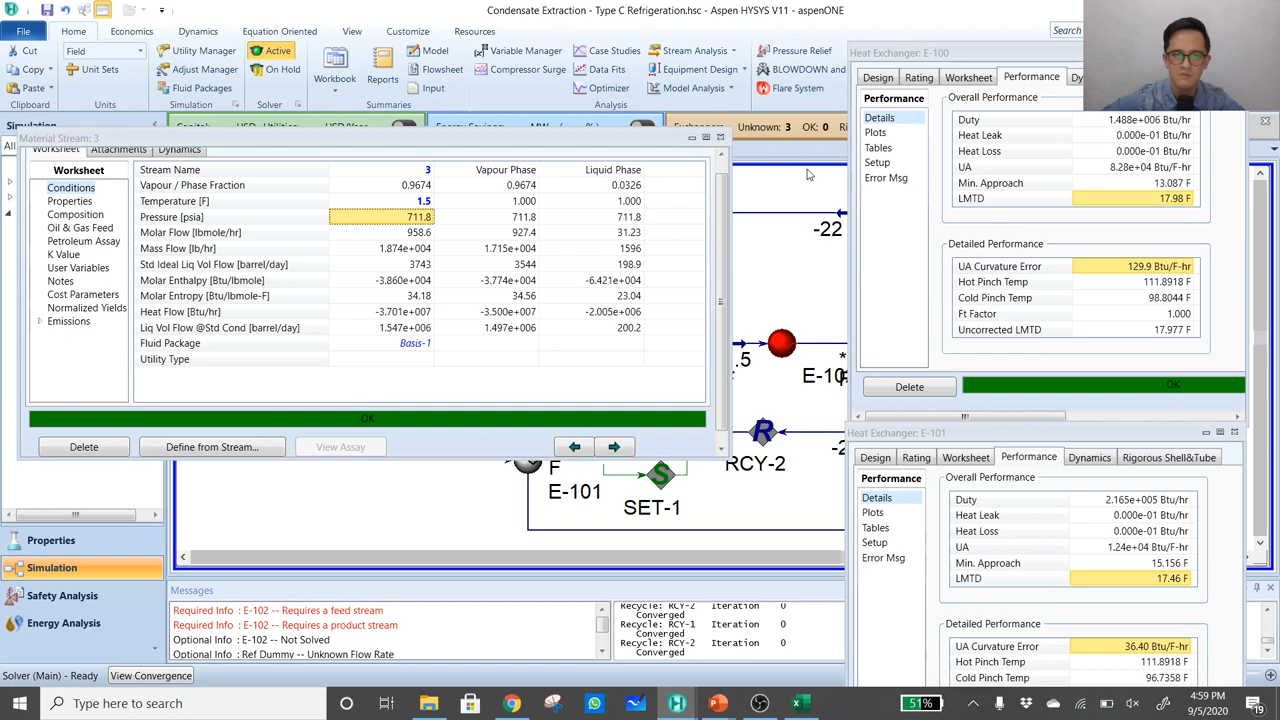 Condensate Extraction - Type C Refrigeration.hsc - Aspen HYSYS V11 - aspenONE
File Home Economics Dynamics Equation Oriented View Customize Resources
Search
Cut Field Utility Manager Active Model Variable Manager Case Studies Stream Analysis Pressure Relief
Copy Unit Sets Adjust Manager On Hold Workbook Reports Flowsheet Compressor Surge Data Fits Equipment Design BLOWDOWN and
Paste Fluid Packages Input Optimizer Model Analysis Flare System
Clipboard Units Simulation Solver Summaries Analysis
Unknown: 3 OK: 0
Material Stream: 3
Worksheet Attachments Dynamics
Worksheet
Conditions
Properties
Composition
Oil & Gas Feed
Petroleum Assay
K Value
User Variables
Notes
Cost Parameters
Normalized Yields
Emissions
Stream Name 3 Vapour Phase Liquid Phase
Vapour / Phase Fraction 0.9674 0.9674 0.0326
Temperature [F] 1.5 1.000 1.000
Pressure [psia] 711.8 711.8 711.8
Molar Flow [lbmole/hr] 958.6 927.4 31.23
Mass Flow [lb/hr] 1.874e+004 1.715e+004 1596
Std Ideal Liq Vol Flow [barrel/day] 3743 3544 198.9
Molar Enthalpy [Btu/lbmole] -3.860e+004 -3.774e+004 -6.421e+004
Molar Entropy [Btu/lbmole-F] 34.18 34.56 23.04
Heat Flow [Btu/hr] -3.701e+007 -3.500e+007 -2.005e+006
Liq Vol Flow @Std Cond [barrel/day] 1.547e+006 1.497e+006 200.2
Fluid Package Basis-1
Utility Type
OK
Delete Define from Stream... View Assay
Heat Exchanger: E-100
Design Rating Worksheet Performance Dy
Performance
Details
Plots
Tables
Setup
Error Msg
Overall Performance
Duty 1.488e+006 Btu/hr
Heat Leak 0.000e-01 Btu/hr
Heat Loss 0.000e-01 Btu/hr
UA 8.28e+04 Btu/F-hr
Min. Approach 13.087 F
LMTD 17.98 F
Detailed Performance
UA Curvature Error 129.9 Btu/F-hr
Hot Pinch Temp 111.8918 F
Cold Pinch Temp 98.8044 F
Ft Factor 1.000
Uncorrected LMTD 17.977 F
Delete OK
Heat Exchanger: E-101
Design Rating Worksheet Performance Dynamics Rigorous Shell&Tube
Performance
Details
Plots
Tables
Setup
Error Msg
Overall Performance
Duty 2.165e+005 Btu/hr
Heat Leak 0.000e-01 Btu/hr
Heat Loss 0.000e-01 Btu/hr
UA 1.24e+04 Btu/F-hr
Min. Approach 15.156 F
LMTD 17.46 F
Detailed Performance
UA Curvature Error 36.40 Btu/F-hr
Hot Pinch Temp 111.8918 F
Cold Pinch Temp 96.7358 F
-22
.5
E-10
F
E-101
S
SET-1
R
RCY-2
Properties
Simulation
Safety Analysis
Energy Analysis
Messages
Required Info : E-102 -- Requires a feed stream
Required Info : E-102 -- Requires a product stream
Optional Info : E-102 -- Not Solved
Optional Info : Ref Dummy -- Unknown Flow Rate
Recycle: RCY-2 Iteration 0
Converged
Recycle: RCY-1 Iteration 0
Converged
Recycle: RCY-2 Iteration 0
Converged
Solver (Main) - Ready View Convergence
Type here to search
51%
4:59 PM
9/5/2020
19